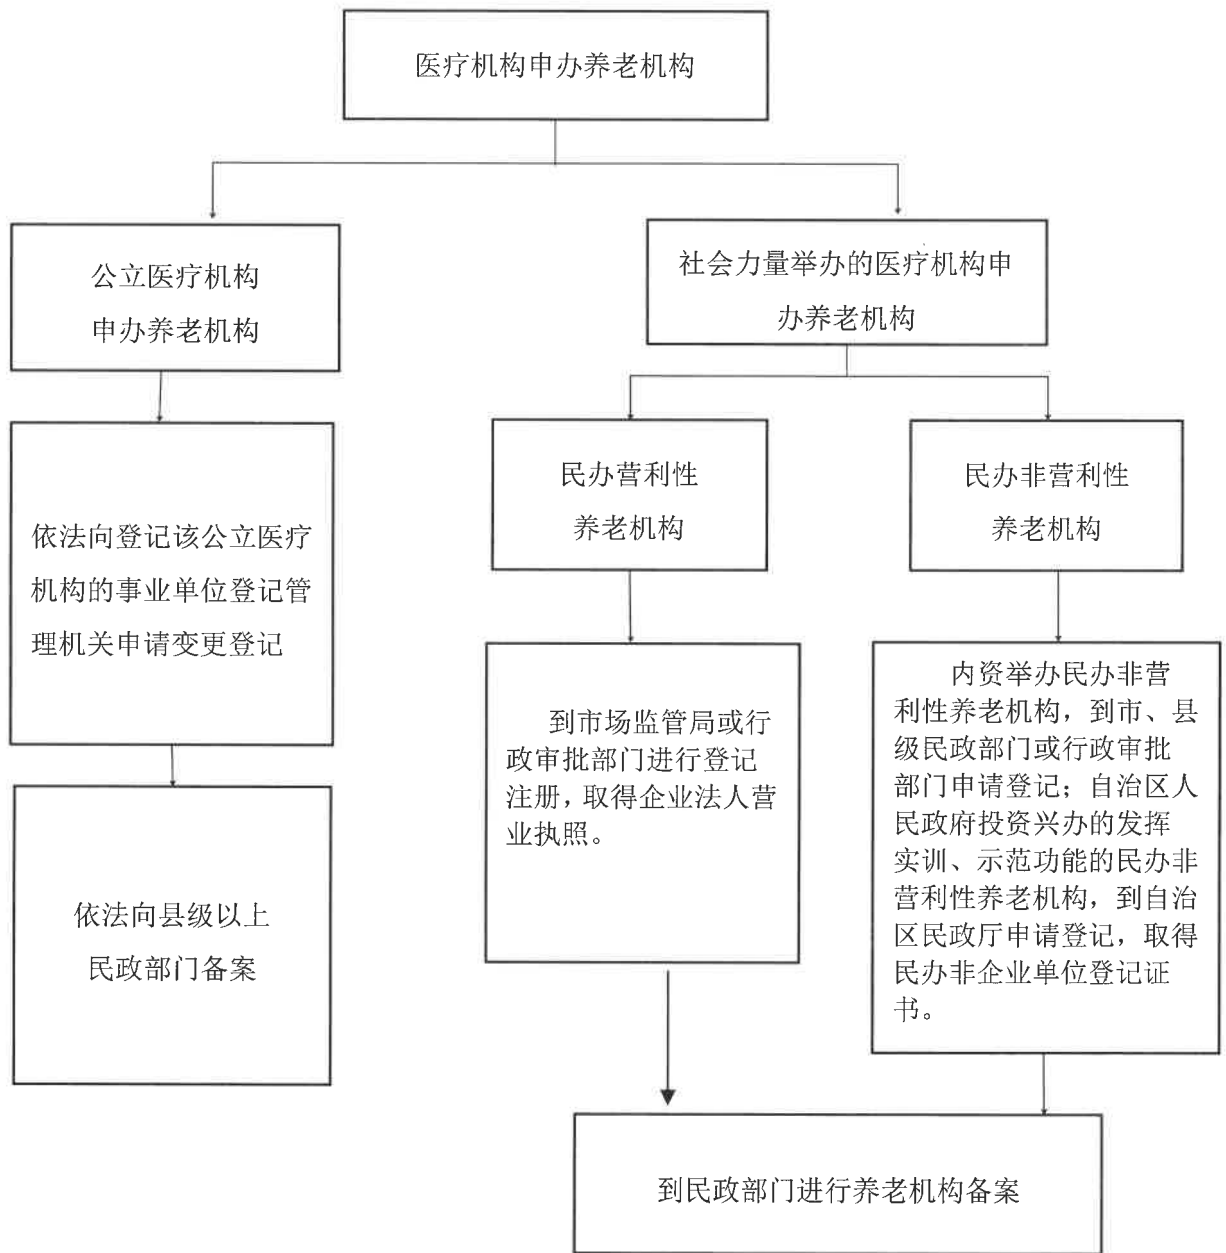 医疗机构申办养老机构
公立医疗机构
申办养老机构
社会力量举办的医疗机构申
办养老机构
依法向登记该公立医疗
机构的事业单位登记管
理机关申请变更登记
民办营利性
养老机构
民办非营利性
养老机构
到市场监管局或行
政审批部门进行登记
注册，取得企业法人营
业执照。
内资举办民办非营
利性养老机构，到市、县
级民政部门或行政审批
部门申请登记；自治区人
民政府投资兴办的发挥
实训、示范功能的民办非
营利性养老机构，到自治
区民政厅申请登记，取得
民办非企业单位登记证
书。
依法向县级以上
民政部门备案
到民政部门进行养老机构备案